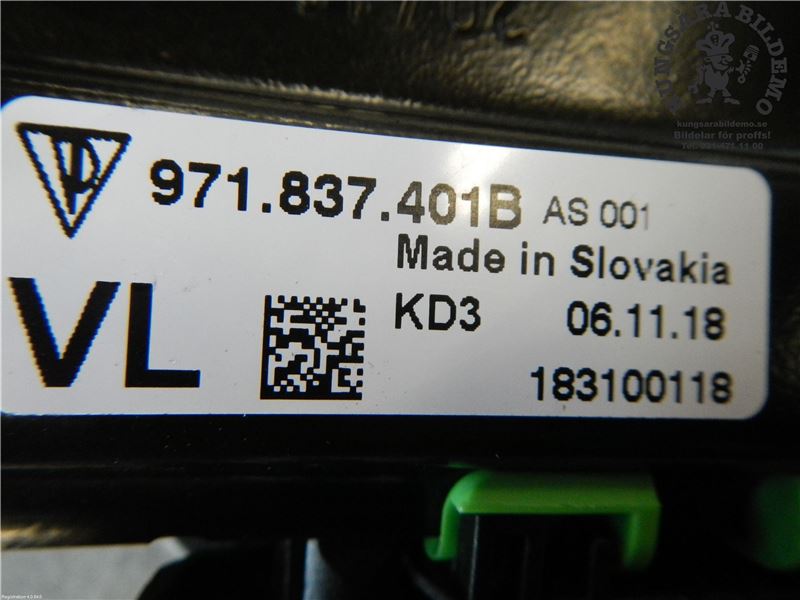 KUNGSÄRA BILDEMO
kungsarabildemo.se
Bildelar för proffs!
971.837.401B AS 001
Made in Slovakia
VL
KD3 06.11.18
183100118